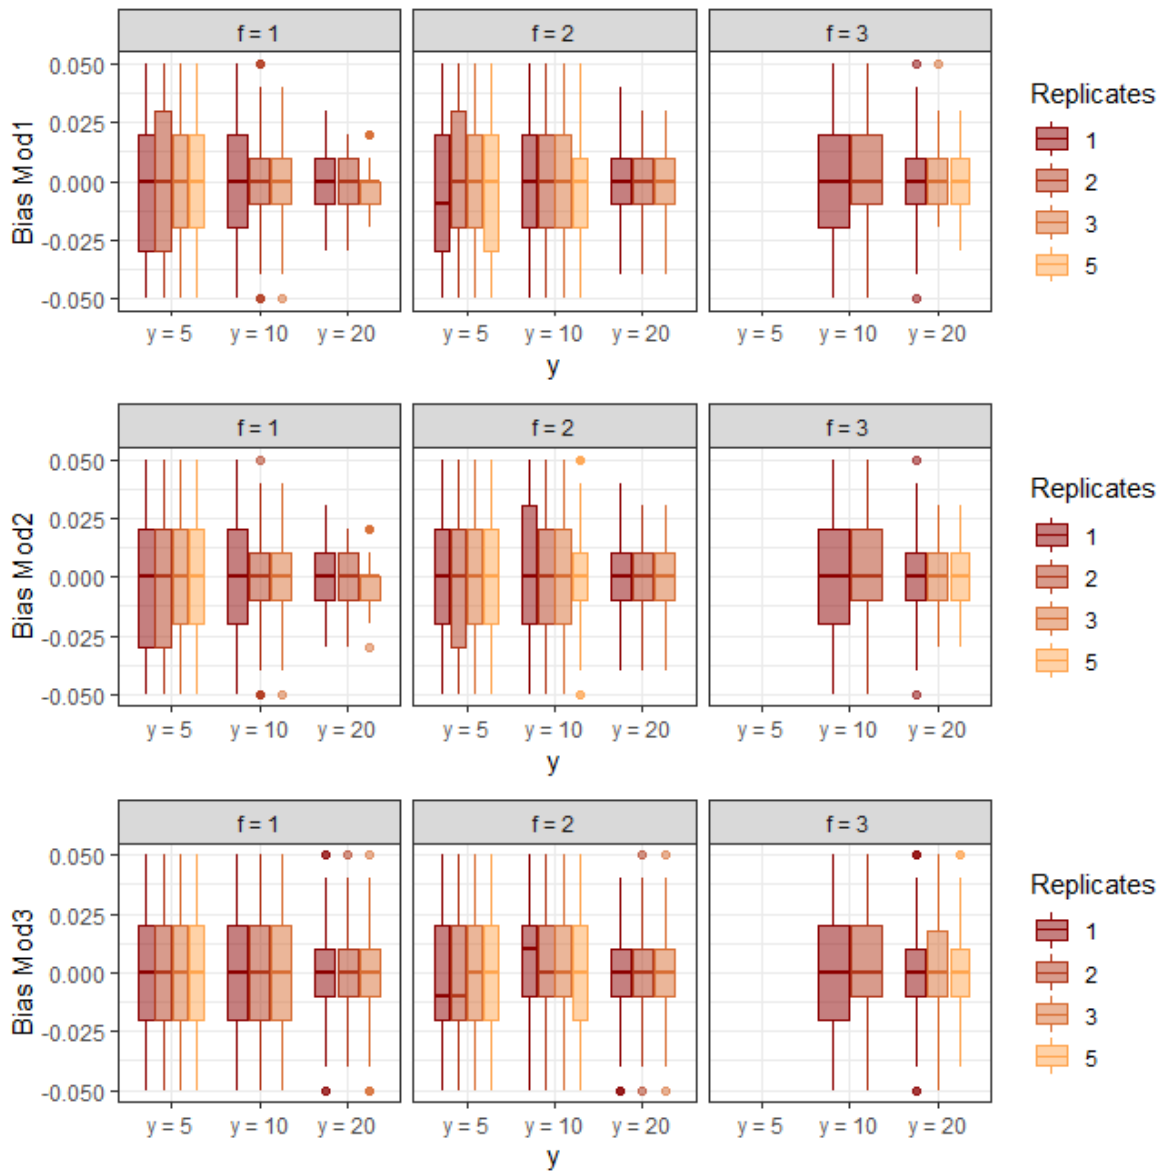 f = 1
f = 2
f = 3
Bias Mod1
0.050
0.025
0.000
-0.025
-0.050
y = 5
y = 10
y = 20
y = 5
y = 10
y = 20
y = 5
y = 10
y = 20
y
Replicates
1
2
3
5
f = 1
f = 2
f = 3
Bias Mod2
0.050
0.025
0.000
-0.025
-0.050
y = 5
y = 10
y = 20
y = 5
y = 10
y = 20
y = 5
y = 10
y = 20
y
Replicates
1
2
3
5
f = 1
f = 2
f = 3
Bias Mod3
0.050
0.025
0.000
-0.025
-0.050
y = 5
y = 10
y = 20
y = 5
y = 10
y = 20
y = 5
y = 10
y = 20
y
Replicates
1
2
3
5